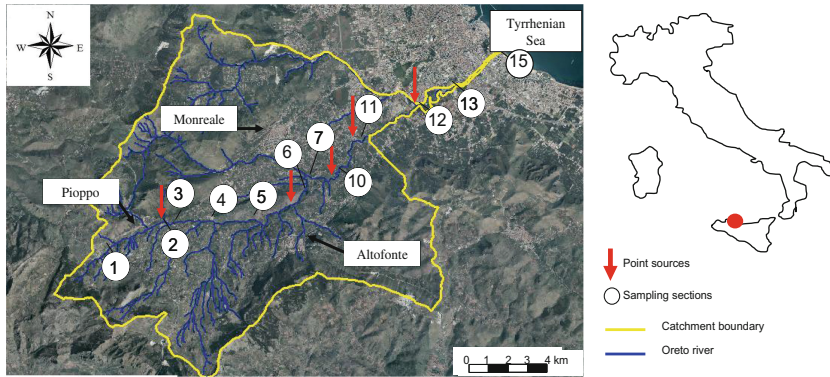 N
W E
S
Tyrrhenian
Sea
15
13
12
11
Monreale
7
6
10
3
Pioppo
4
5
2
1
Altofonte
0 1 2 3 4 km
Point sources
Sampling sections
Catchment boundary
Oreto river